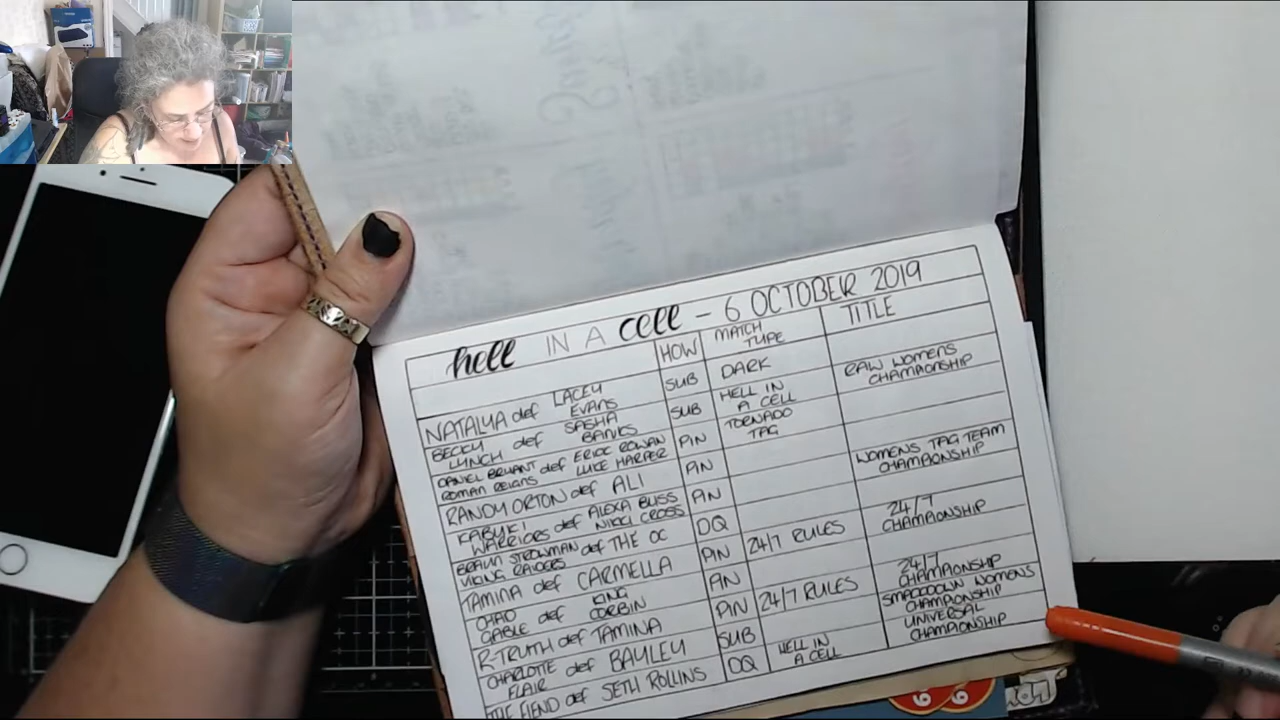 hell IN A cell - 6 OCTOBER 2019
HOW MATCH TYPE TITLE
NATALYA def LACEY EVANS SUB DARK
BECKY LYNCH def SASHA BANKS SUB HELL IN A CELL RAW WOMENS CHAMPIONSHIP
DANIEL BRYANT ROMAN REIGNS def ERICK ROWAN LUKE HARPER PIN TORNADO TAG
RANDY ORTON def ALI PIN
KABUKI WARRIORS def ALEXA BLISS NIKKI CROSS PIN WOMENS TAG TEAM CHAMPIONSHIP
BRAUN STROWMAN VIKING RAIDERS def THE OC DQ
TAMINA def CARMELLA PIN 24/7 RULES 24/7 CHAMPIONSHIP
CHAD GABLE def KING CORBIN PIN
R-TRUTH def TAMINA PIN 24/7 RULES 24/7 CHAMPIONSHIP
CHARLOTTE FLAIR def BAYLEY SUB SMACKDOWN WOMENS CHAMPIONSHIP
THE FIEND def SETH ROLLINS DQ HELL IN A CELL UNIVERSAL CHAMPIONSHIP